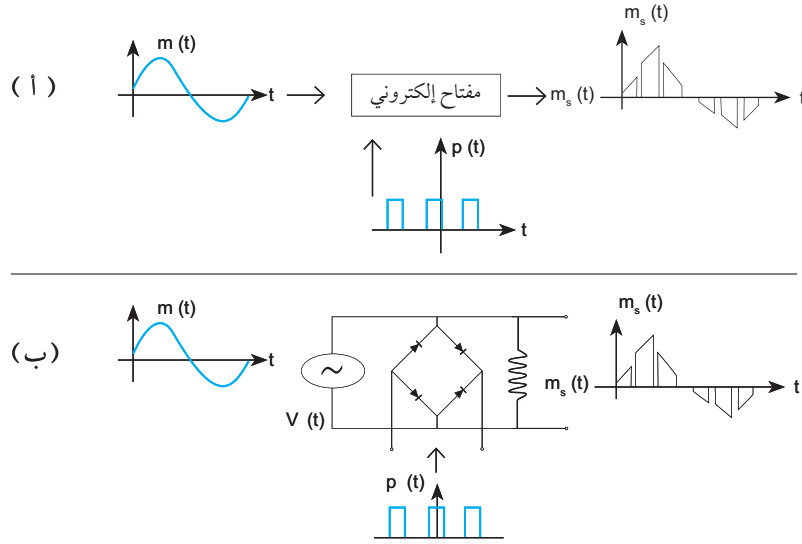 (أ)
m (t)
t
مفتاح إلكتروني
p (t)
t
m_s (t)
m_s (t)
t
(ب)
m (t)
t
~
V (t)
p (t)
m_s (t)
m_s (t)
t